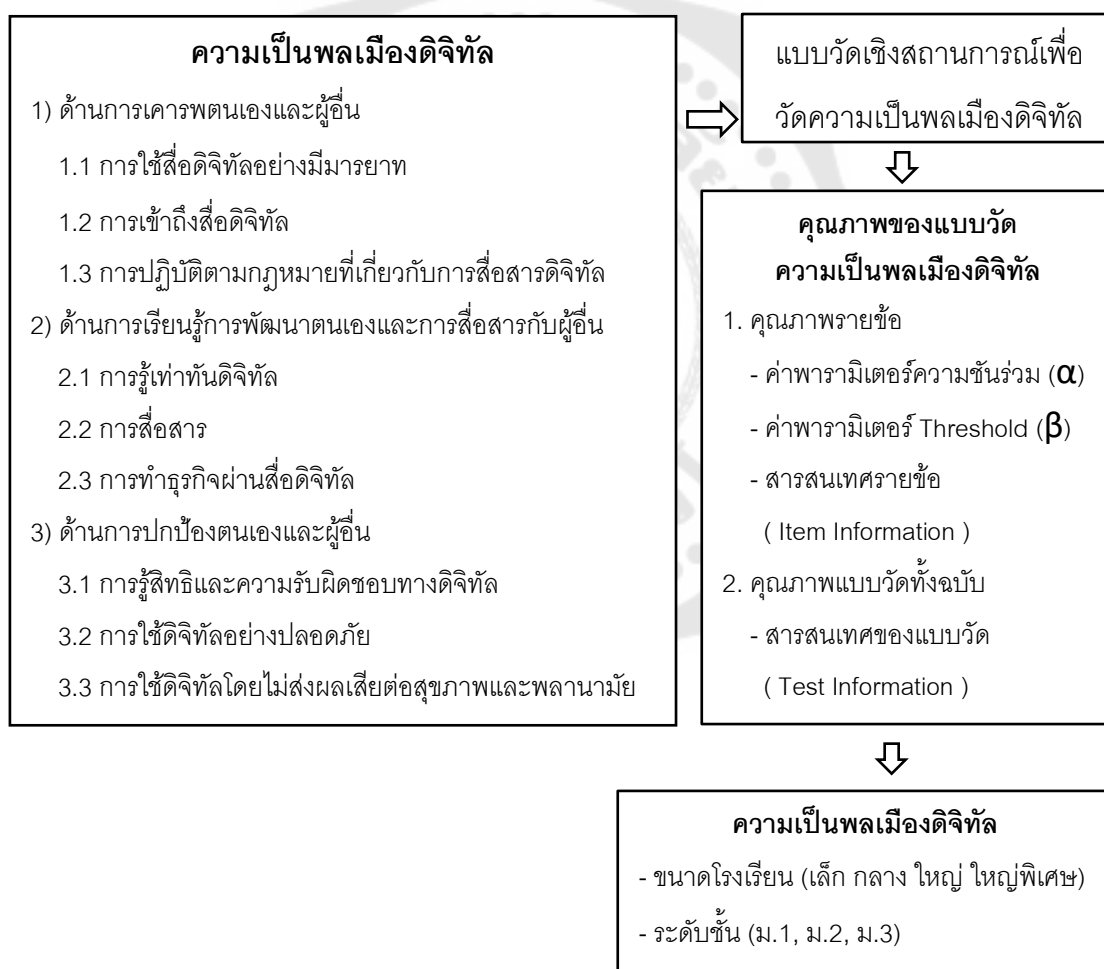 ความเป็นพลเมืองดิจิทัล
1) ด้านการเคารพตนเองและผู้อื่น
1.1 การใช้สื่อดิจิทัลอย่างมีมารยาท
1.2 การเข้าถึงสื่อดิจิทัล
1.3 การปฏิบัติตามกฎหมายที่เกี่ยวกับการสื่อสารดิจิทัล
2) ด้านการเรียนรู้การพัฒนาตนเองและการสื่อสารกับผู้อื่น
2.1 การรู้เท่าทันดิจิทัล
2.2 การสื่อสาร
2.3 การทำธุรกิจผ่านสื่อดิจิทัล
3) ด้านการปกป้องตนเองและผู้อื่น
3.1 การรู้สิทธิและความรับผิดชอบทางดิจิทัล
3.2 การใช้ดิจิทัลอย่างปลอดภัย
3.3 การใช้ดิจิทัลโดยไม่ส่งผลเสียต่อสุขภาพและพลานามัย
แบบวัดเชิงสถานการณ์เพื่อ
วัดความเป็นพลเมืองดิจิทัล
คุณภาพของแบบวัด
ความเป็นพลเมืองดิจิทัล
1. คุณภาพรายข้อ
- ค่าพารามิเตอร์ความชันร่วม (α)
- ค่าพารามิเตอร์ Threshold (β)
- สารสนเทศรายข้อ
( Item Information )
2. คุณภาพแบบวัดทั้งฉบับ
- สารสนเทศของแบบวัด
( Test Information )
ความเป็นพลเมืองดิจิทัล
- ขนาดโรงเรียน (เล็ก กลาง ใหญ่ ใหญ่พิเศษ)
- ระดับชั้น (ม.1, ม.2, ม.3)